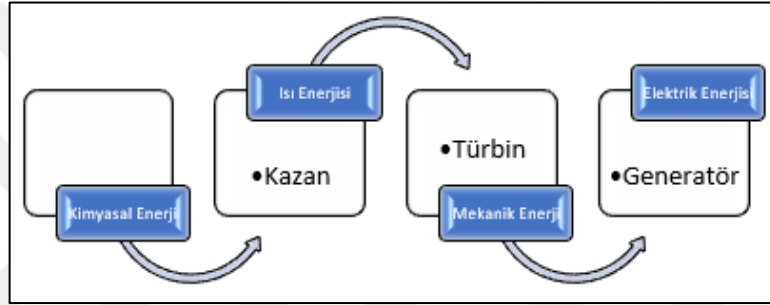 Kimyasal Enerji
Isı Enerjisi
•Kazan
•Türbin
Mekanik Enerji
Elektrik Enerjisi
•Generatör